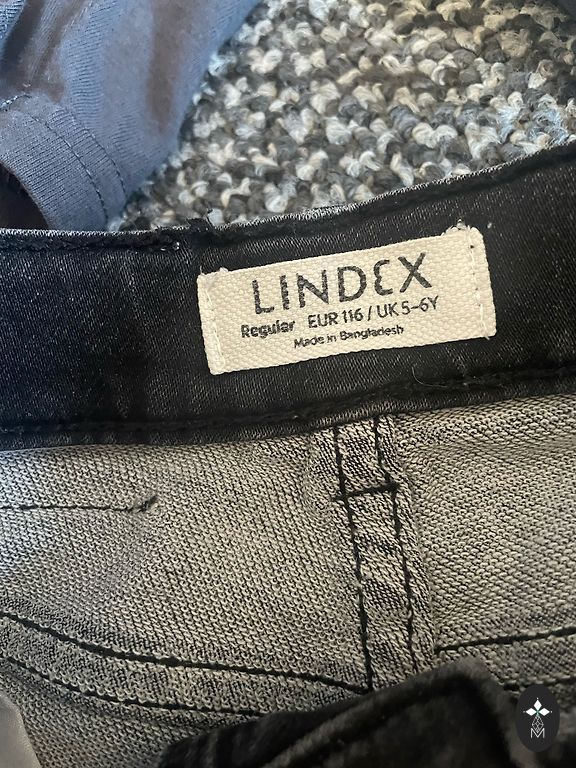 LINDEX
Regular EUR 116 / UK 5-6Y
Made in Bangladesh
M